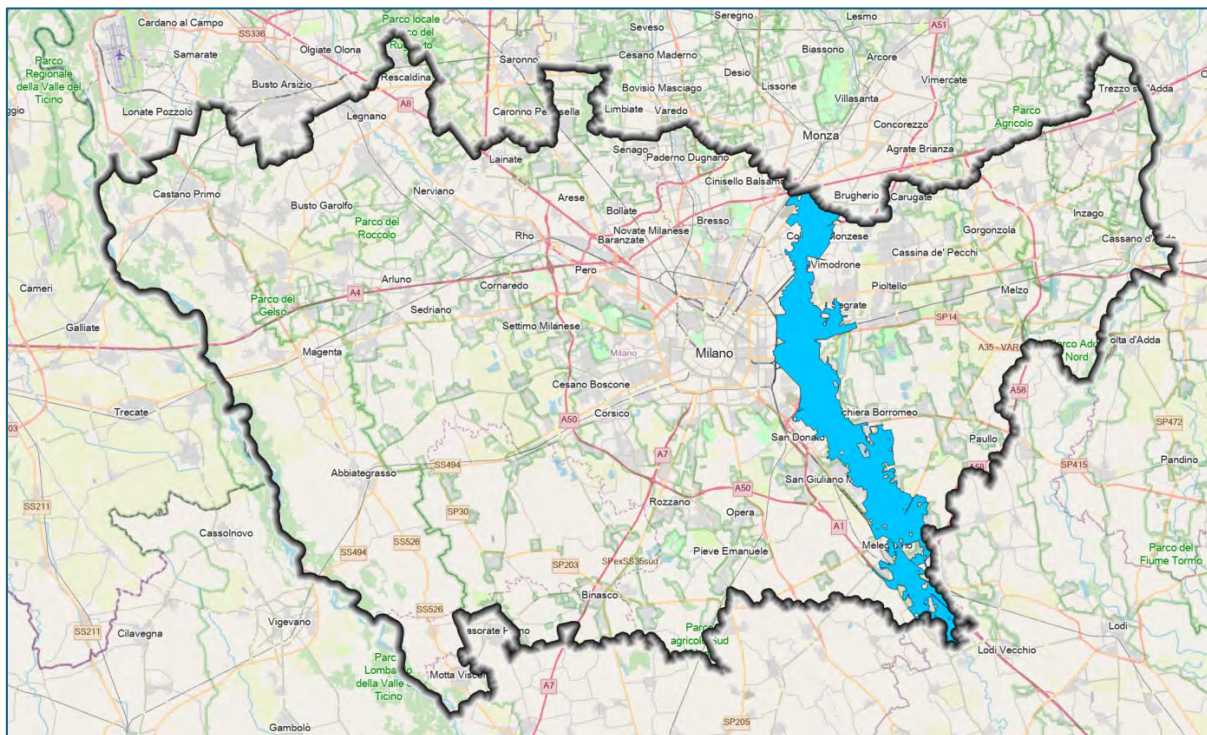 Cardano al Campo
SS336
Olgiate Olona
Samarate
Busto Arsizio
Parco
Regionale della
Valle del
Ticino
Lonate Pozzolo
Legnano
Rescaldina
A8
Parco locale
Saronno
Seveso
Seregno
Lesmo
A51
Cesano Maderno
Biassono
Arcore
Desio
Bovisio Masciago
Lissone
Vimercate
Villasanta
Limbiate
Varedo
Concorezzo
Parco
Agricolo
Monza
Senago
Paderno Dugnano
Agrate Brianza
Lainate
Cinisello
Brugherio
Carugate
Castano Primo
Nerviano
Arese
Busto Garolfo
Bollate
Bresso
Inzago
Parco del
Roccolo
Novate Milanese
Gorgonzola
Rho
Baranzate
Cassina de' Pecchi
Vimodrone
Pero
Arluno
Cameri
A4
Cornaredo
Pioltello
Melzo
Parco del
Gelso
Sedriano
Galliate
Settimo Milanese
SP14
Magenta
Milano
Milano
Nord
Trecate
Cesano Boscone
A58
Corsico
A50
SP472
San Donato
Paullo
Abbiategrasso
SS494
A7
SP415
Pandino
San Giuliano
A50
Rozzano
SS211
SP30
Opera
A1
Cassolnovo
SS526
SS494
Pieve Emanuele
SP203
SPexSS35sud
Parco del
Fiume Tormo
Binasco
SS526
Vigevano
SS211
Cilavegna
Lodi
Lodi Vecchio
della Valle
Ticino
A7
Gambolò
SP205